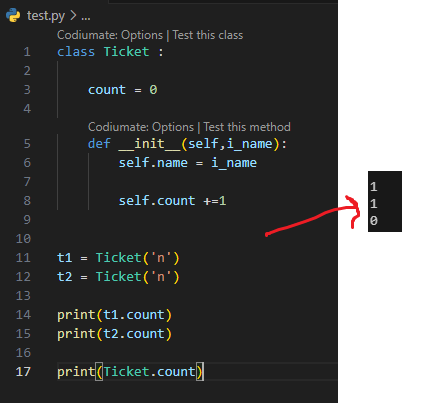 test.py > ...
Codiumate: Options | Test this class
1 class Ticket :
2
3 count = 0
4
Codiumate: Options | Test this method
5 def __init__(self,i_name):
6 self.name = i_name
7
8 self.count +=1
9
10
11 t1 = Ticket('n')
12 t2 = Ticket('n')
13
14 print(t1.count)
15 print(t2.count)
16
17 print(Ticket.count)
1
1
0